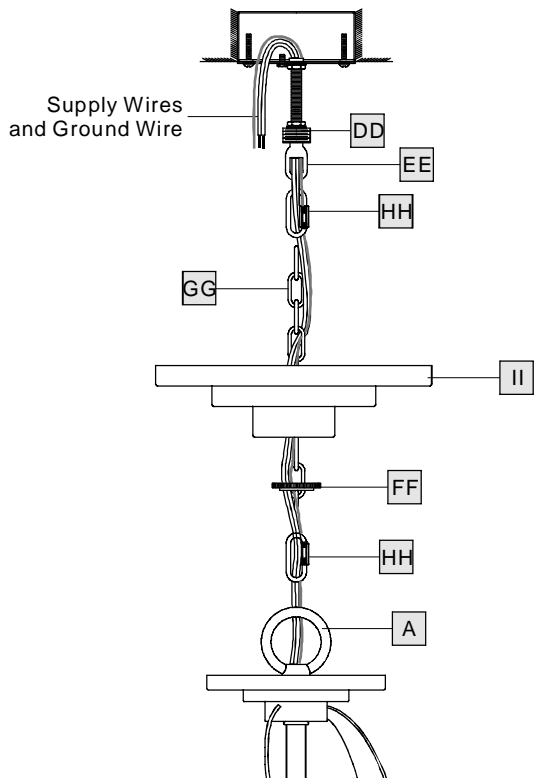 Supply Wires
and Ground Wire
DD
EE
HH
GG
II
FF
HH
A